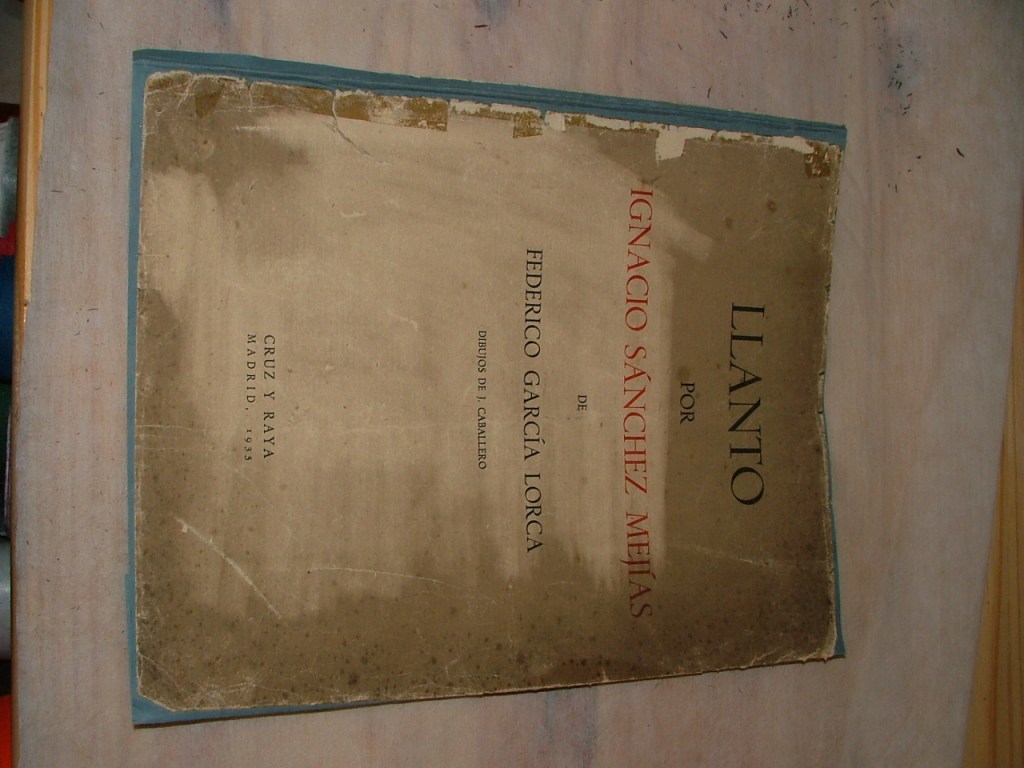 LLANTO
POR
IGNACIO SÁNCHEZ MEJÍAS
DE
FEDERICO GARCÍA LORCA
DIBUJOS DE J. CABALLERO
CRUZ Y RAYA
MADRID, 1935